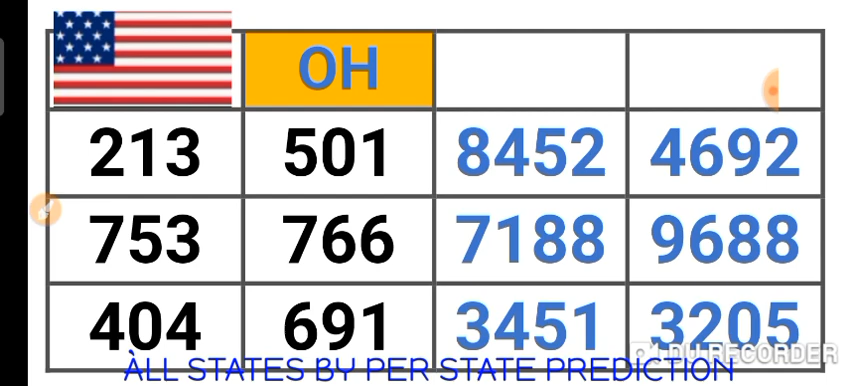 OH
213 501 8452 4692
753 766 7188 9688
404 691 3451 3205
DU RECORDER
ÀLL STATES BY PER STATE PREDICTION